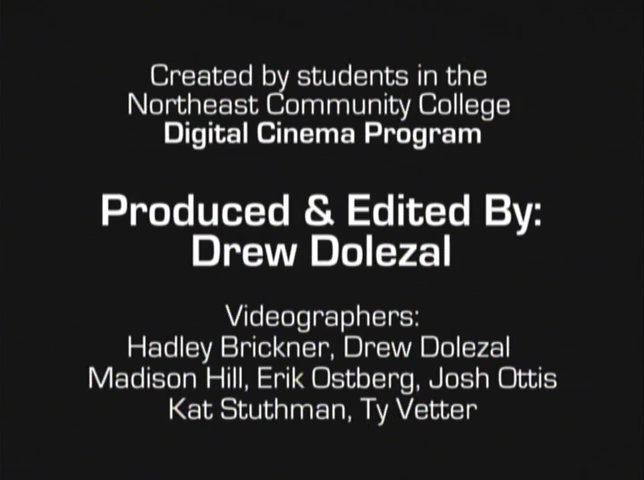 Created by students in the
Northeast Community College
Digital Cinema Program
Produced & Edited By:
Drew Dolezal
Videographers:
Hadley Brickner, Drew Dolezal
Madison Hill, Erik Ostberg, Josh Ottis
Kat Stuthman, Ty Vetter